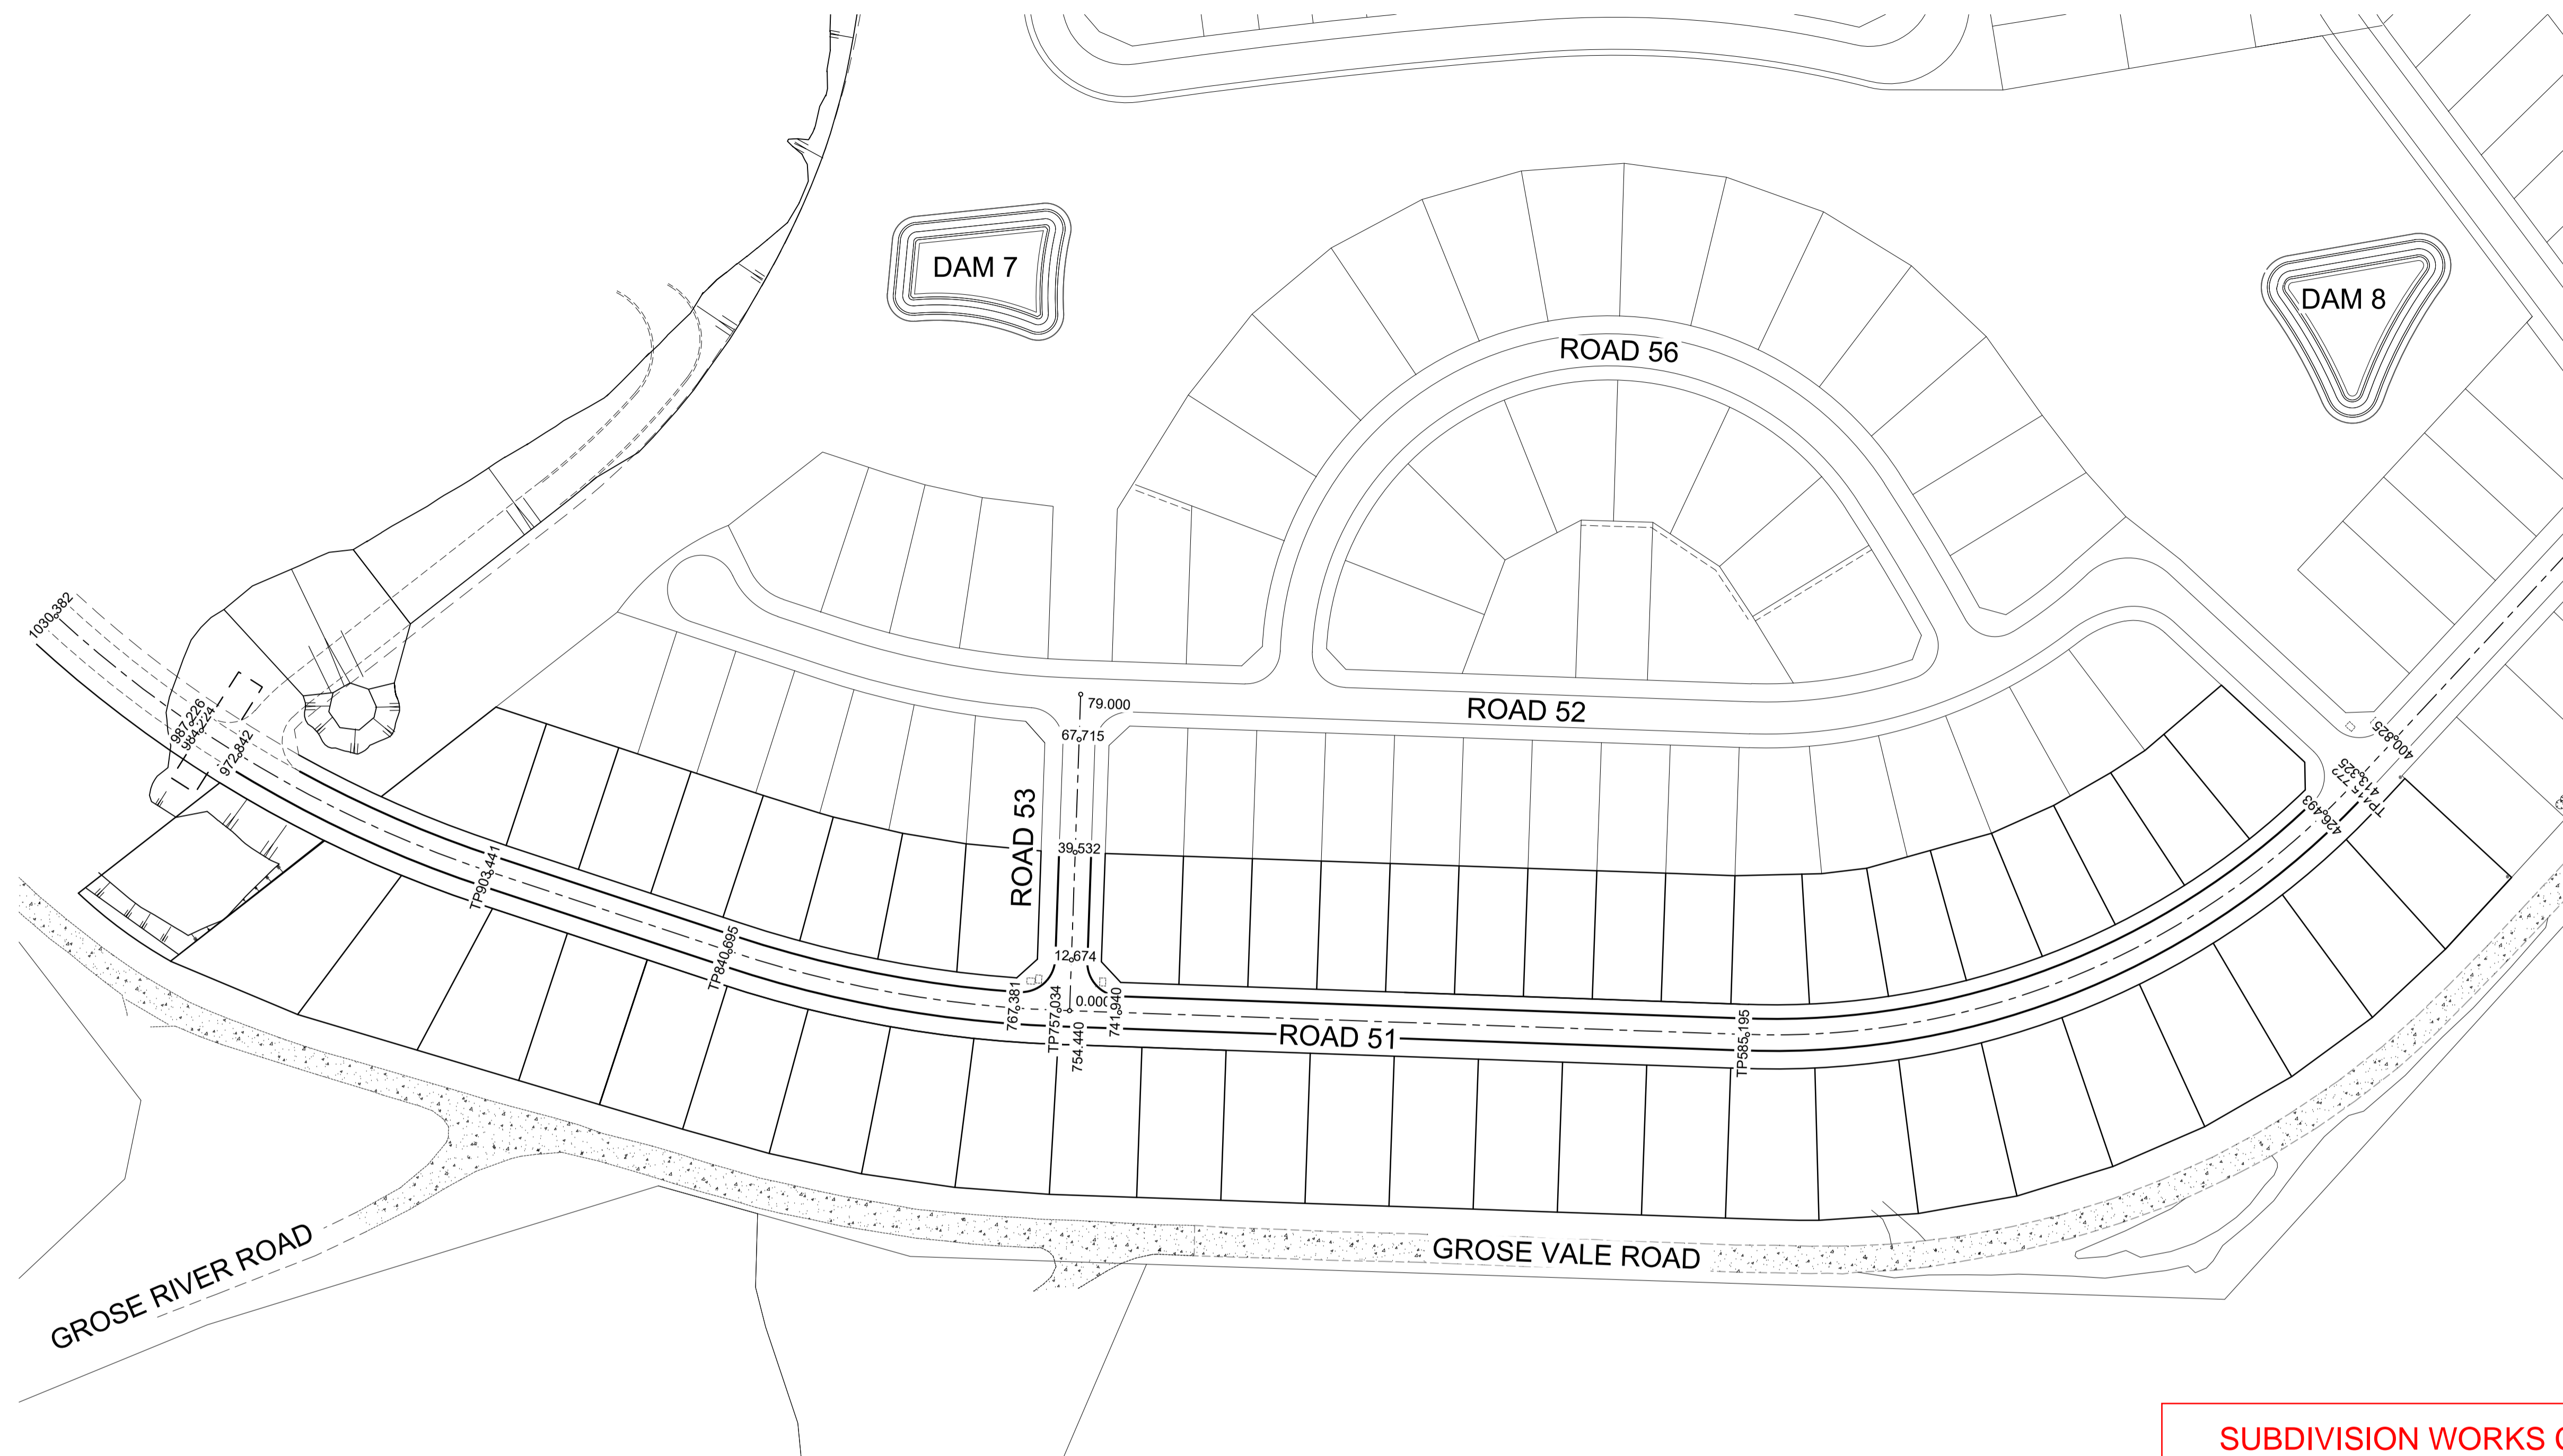 DAM 7
DAM 8
ROAD 56
1030.382
987.226
984.224
972.842
79.000
ROAD 52
67.715
400.825
413.325
TP415.772
426.493
ROAD 53
39.532
TP903.441
TP840.695
12.674
0.000
767.381
TP757.034
754.440
741.940
ROAD 51
TP585.195
GROSE RIVER ROAD
GROSE VALE ROAD
SUBDIVISION WORKS